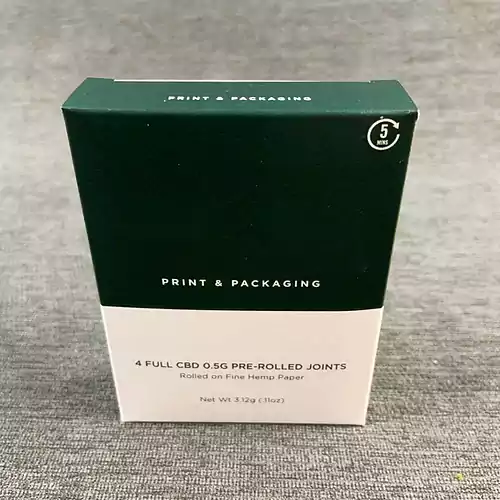 PRINT & PACKAGING
5
MINS
PRINT & PACKAGING
4 FULL CBD 0.5G PRE-ROLLED JOINTS
Rolled on Fine Hemp Paper
Net Wt 3.12g (.11oz)